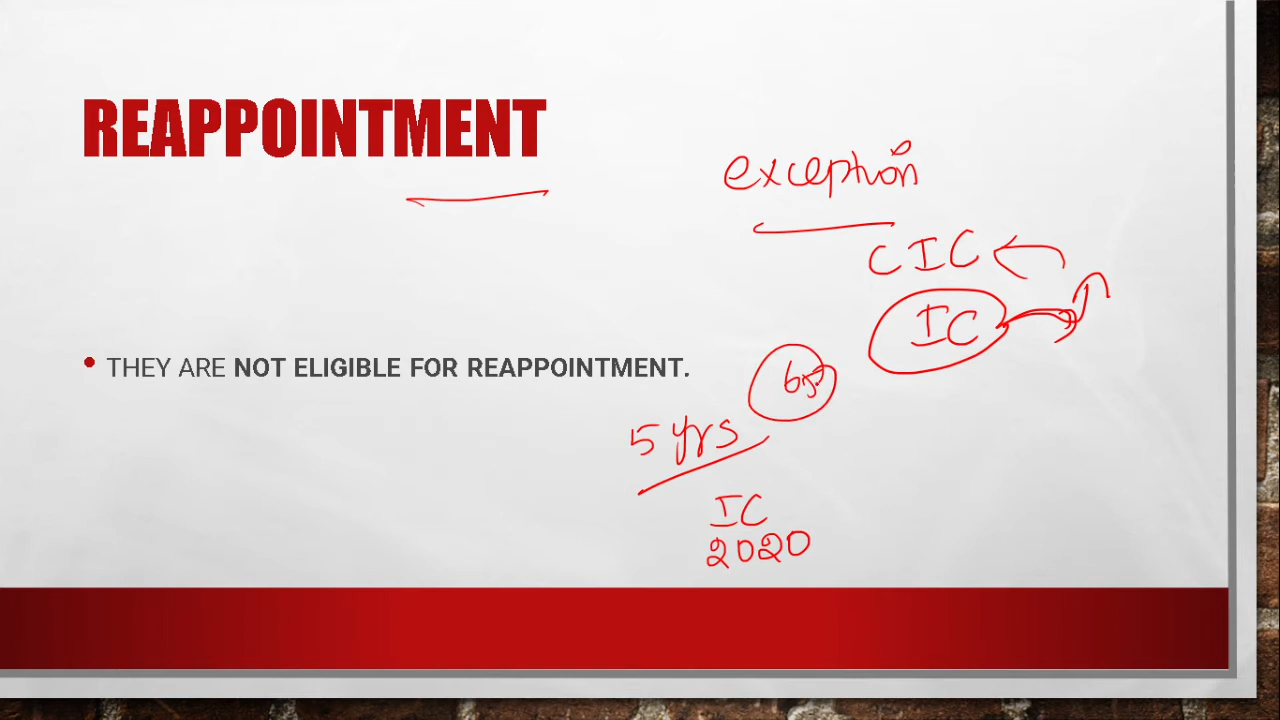 REAPPOINTMENT
exception
CIC
IC
• THEY ARE NOT ELIGIBLE FOR REAPPOINTMENT.
65
5 yrs
IC
2020